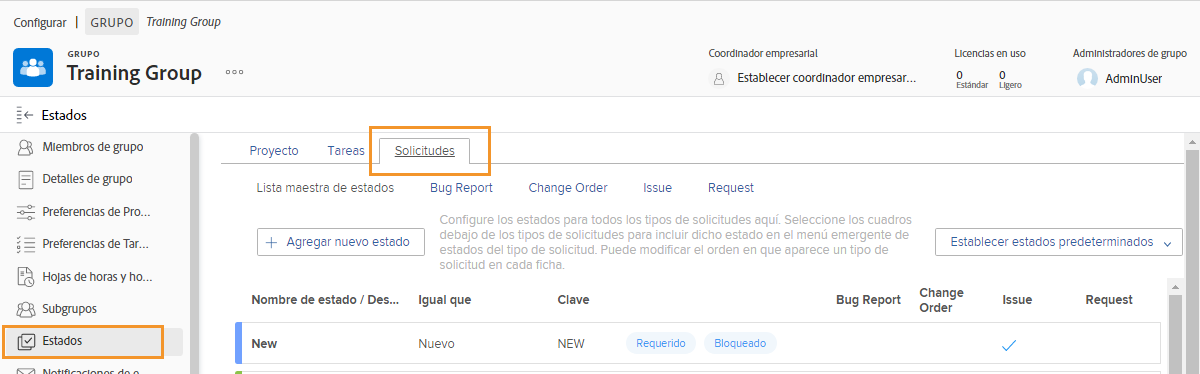 Configurar | GRUPO Training Group
GRUPO
Training Group
Coordinador empresarial
Establecer coordinador empresar...
Licencias en uso
0 0
Estándar Ligero
Administradores de grupo
AdminUser
Estados
Miembros de grupo
Detalles de grupo
Preferencias de Pro...
Preferencias de Tar...
Hojas de horas y ho...
Subgrupos
Estados
Notificaciones de e
Proyecto Tareas Solicitudes
Lista maestra de estados Bug Report Change Order Issue Request
Agregar nuevo estado
Configure los estados para todos los tipos de solicitudes aquí. Seleccione los cuadros
debajo de los tipos de solicitudes para incluir dicho estado en el menú emergente de
estados del tipo de solicitud. Puede modificar el orden en que aparece un tipo de
solicitud en cada ficha.
Establecer estados predeterminados
Nombre de estado / Des... Igual que Clave Bug Report Change Order Issue Request
New Nuevo NEW Requerido Bloqueado